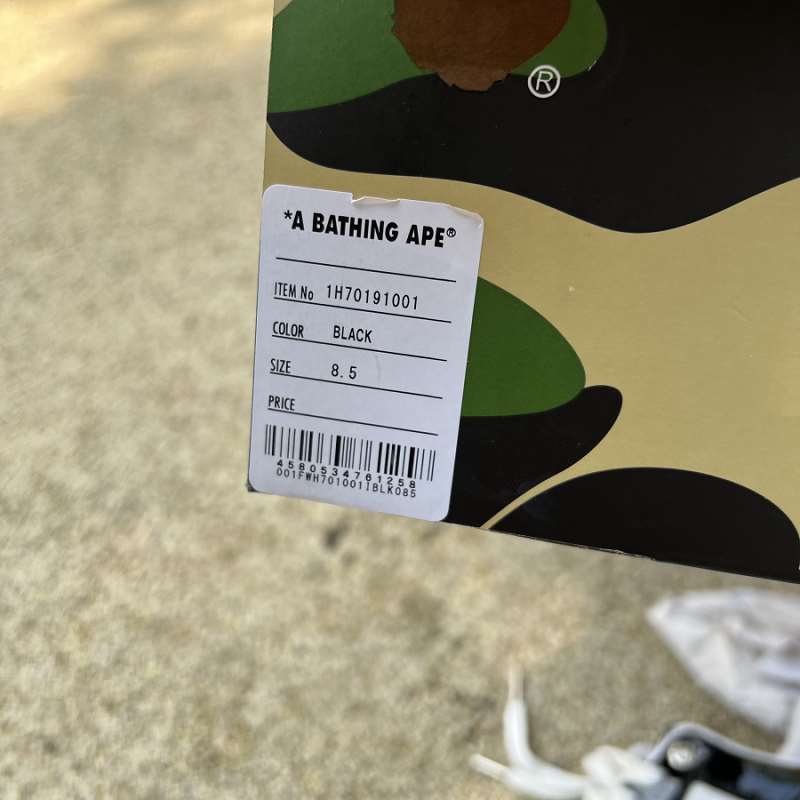 ®
*A BATHING APE®
ITEM No 1H70191001
COLOR BLACK
SIZE 8.5
PRICE
4580534761258
001FWH701001IBLK085